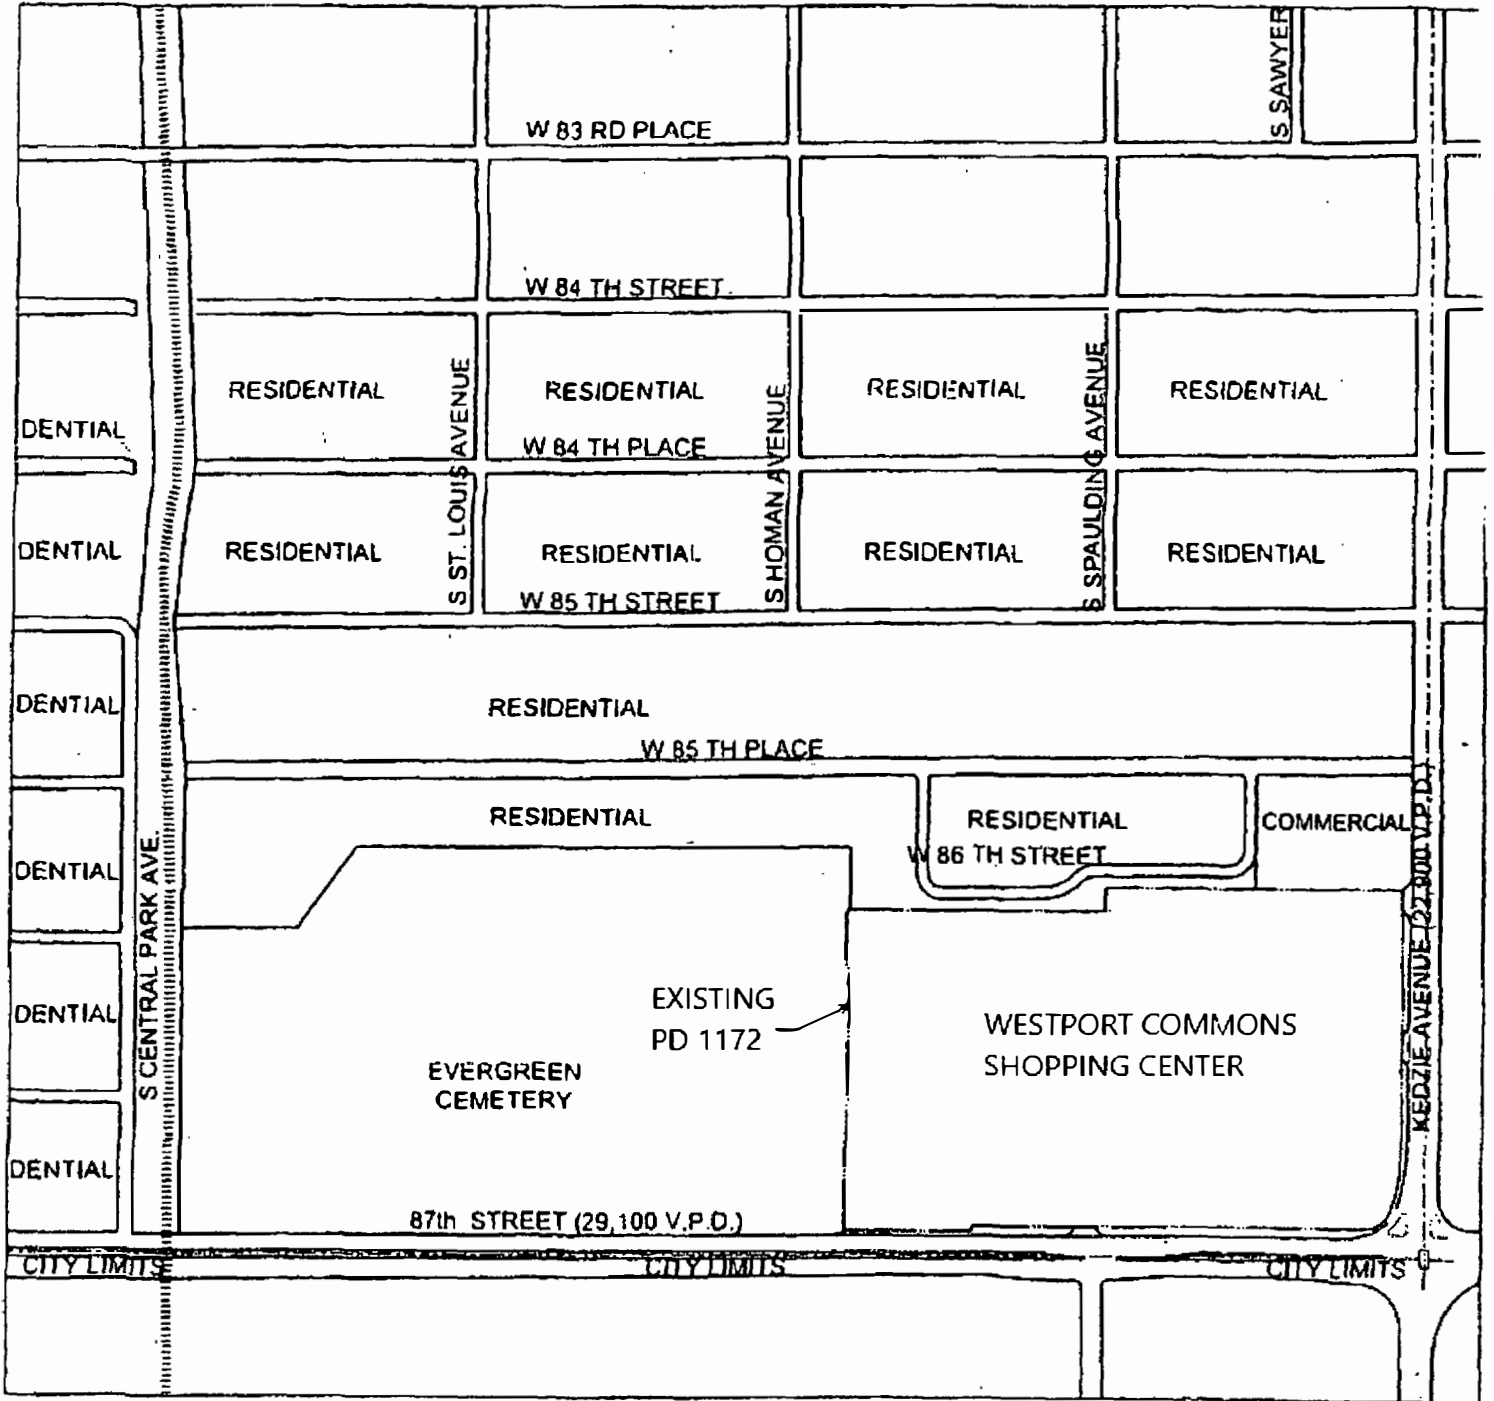 S SAWYER
W 83 RD PLACE
W 84 TH STREET
RESIDENTIAL
RESIDENTIAL
RESIDENTIAL
RESIDENTIAL
DENTIAL
W 84 TH PLACE
S ST. LOUIS AVENUE
S HOMAN AVENUE
S SPAULDING AVENUE
DENTIAL
RESIDENTIAL
RESIDENTIAL
RESIDENTIAL
RESIDENTIAL
W 85 TH STREET
DENTIAL
RESIDENTIAL
W 85 TH PLACE
RESIDENTIAL
RESIDENTIAL
COMMERCIAL
W 86 TH STREET
DENTIAL
S CENTRAL PARK AVE.
KEDZIE AVENUE (22,900 V.P.D.)
EXISTING
PD 1172
WESTPORT COMMONS
SHOPPING CENTER
DENTIAL
EVERGREEN
CEMETERY
DENTIAL
87th STREET (29,100 V.P.D.)
CITY LIMITS
CITY LIMITS
CITY LIMITS